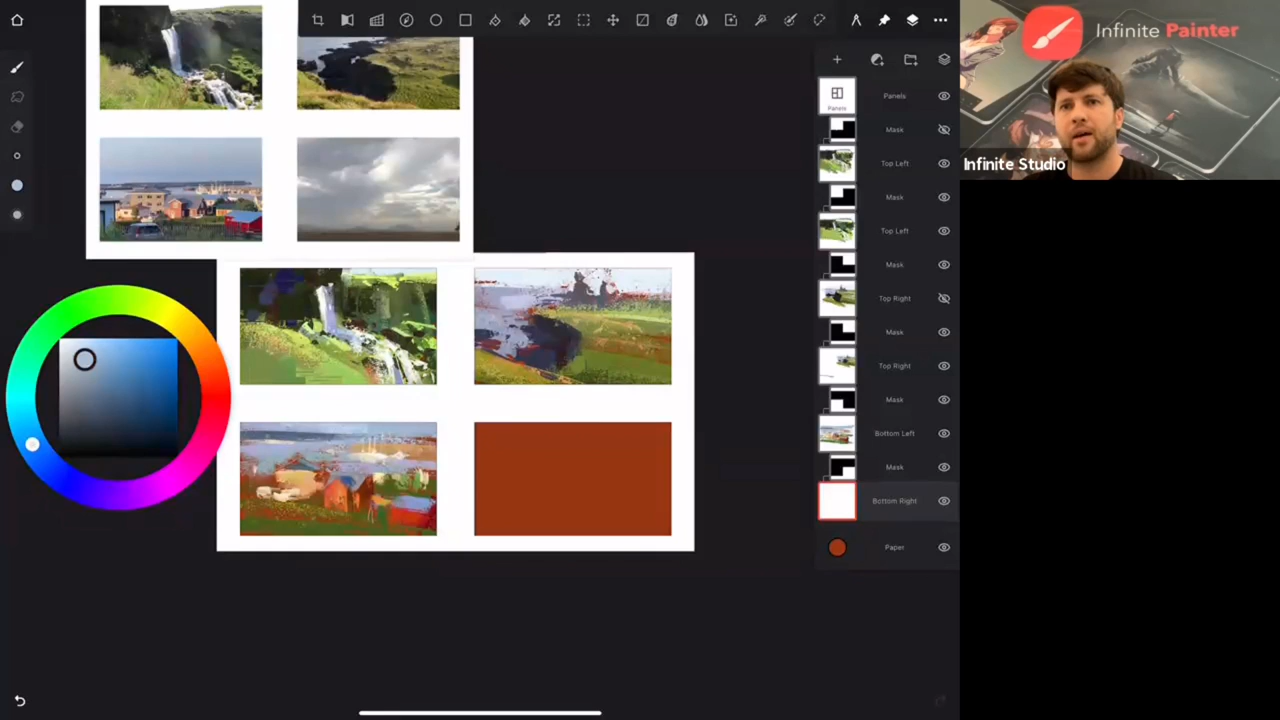 Infinite Painter
Infinite Studio
Panels
Panels
Mask
Top Left
Mask
Top Left
Mask
Top Right
Mask
Top Right
Mask
Bottom Left
Mask
Bottom Right
Paper